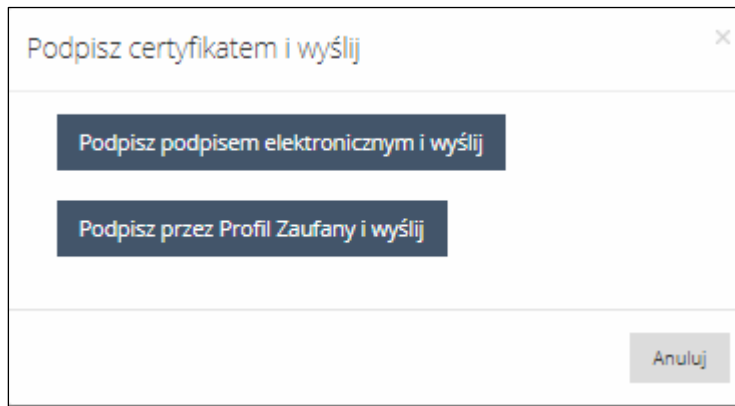 Podpisz certyfikatem i wyślij
Podpisz podpisem elektronicznym i wyślij
Podpisz przez Profil Zaufany i wyślij
Anuluj